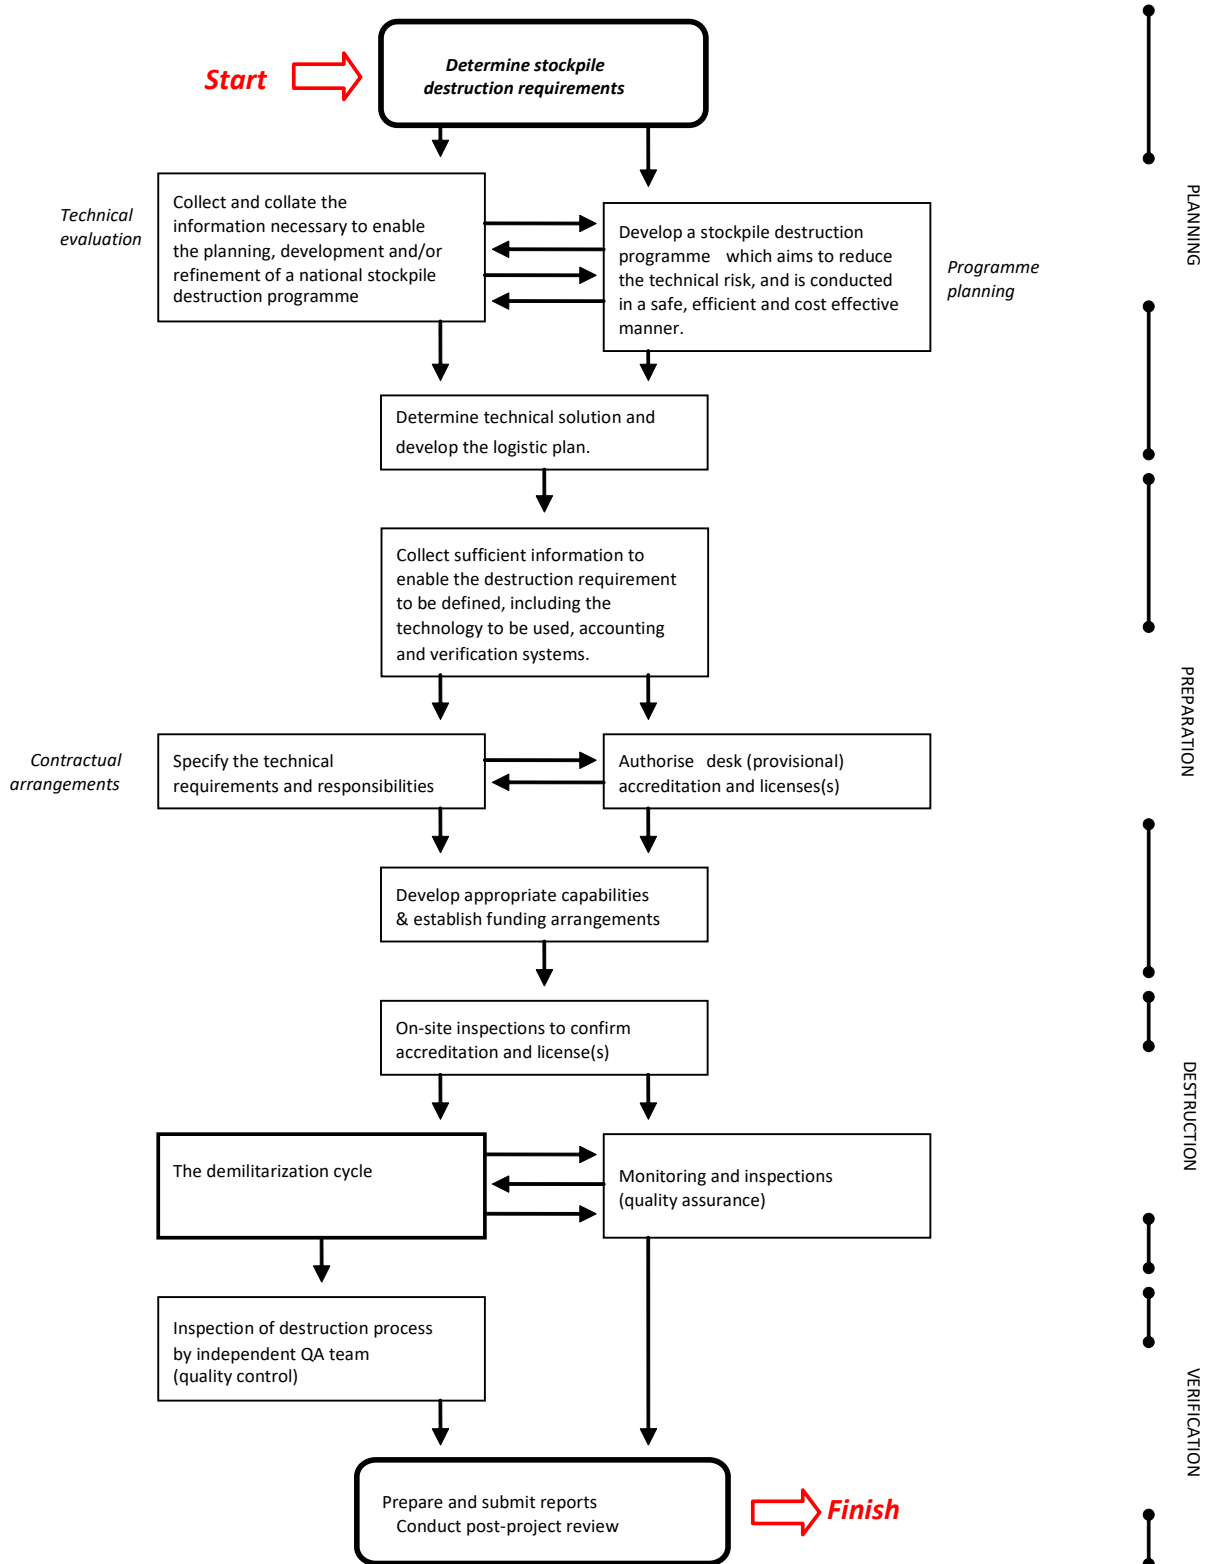 Start
Determine stockpile
destruction requirements
Technical
evaluation
Collect and collate the
information necessary to enable
the planning, development and/or
refinement of a national stockpile
destruction programme
Develop a stockpile destruction
programme which aims to reduce
the technical risk, and is conducted
in a safe, efficient and cost effective
manner.
Programme
planning
PLANNING
Determine technical solution and
develop the logistic plan.
Collect sufficient information to
enable the destruction requirement
to be defined, including the
technology to be used, accounting
and verification systems.
PREPARATION
Contractual
arrangements
Specify the technical
requirements and responsibilities
Authorise desk (provisional)
accreditation and licenses(s)
Develop appropriate capabilities
& establish funding arrangements
On-site inspections to confirm
accreditation and license(s)
DESTRUCTION
The demilitarization cycle
Monitoring and inspections
(quality assurance)
Inspection of destruction process
by independent QA team
(quality control)
VERIFICATION
Prepare and submit reports
Conduct post-project review
Finish